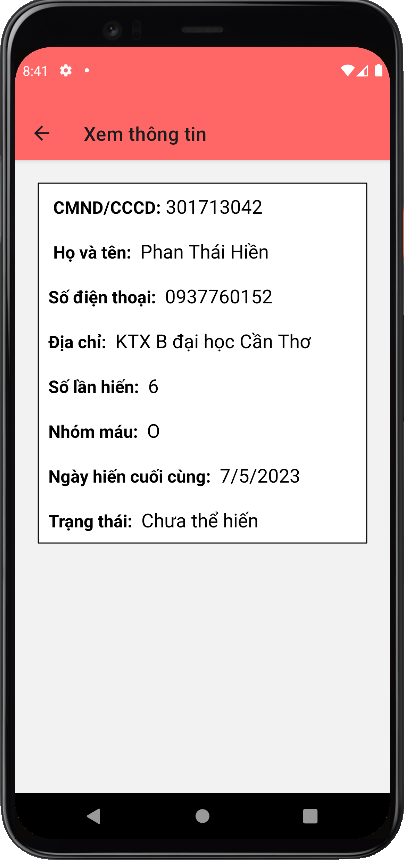 8:41
Xem thông tin
CMND/CCCD: 301713042
Họ và tên: Phan Thái Hiền
Số điện thoại: 0937760152
Địa chỉ: KTX B đại học Cần Thơ
Số lần hiến: 6
Nhóm máu: O
Ngày hiến cuối cùng: 7/5/2023
Trạng thái: Chưa thể hiến